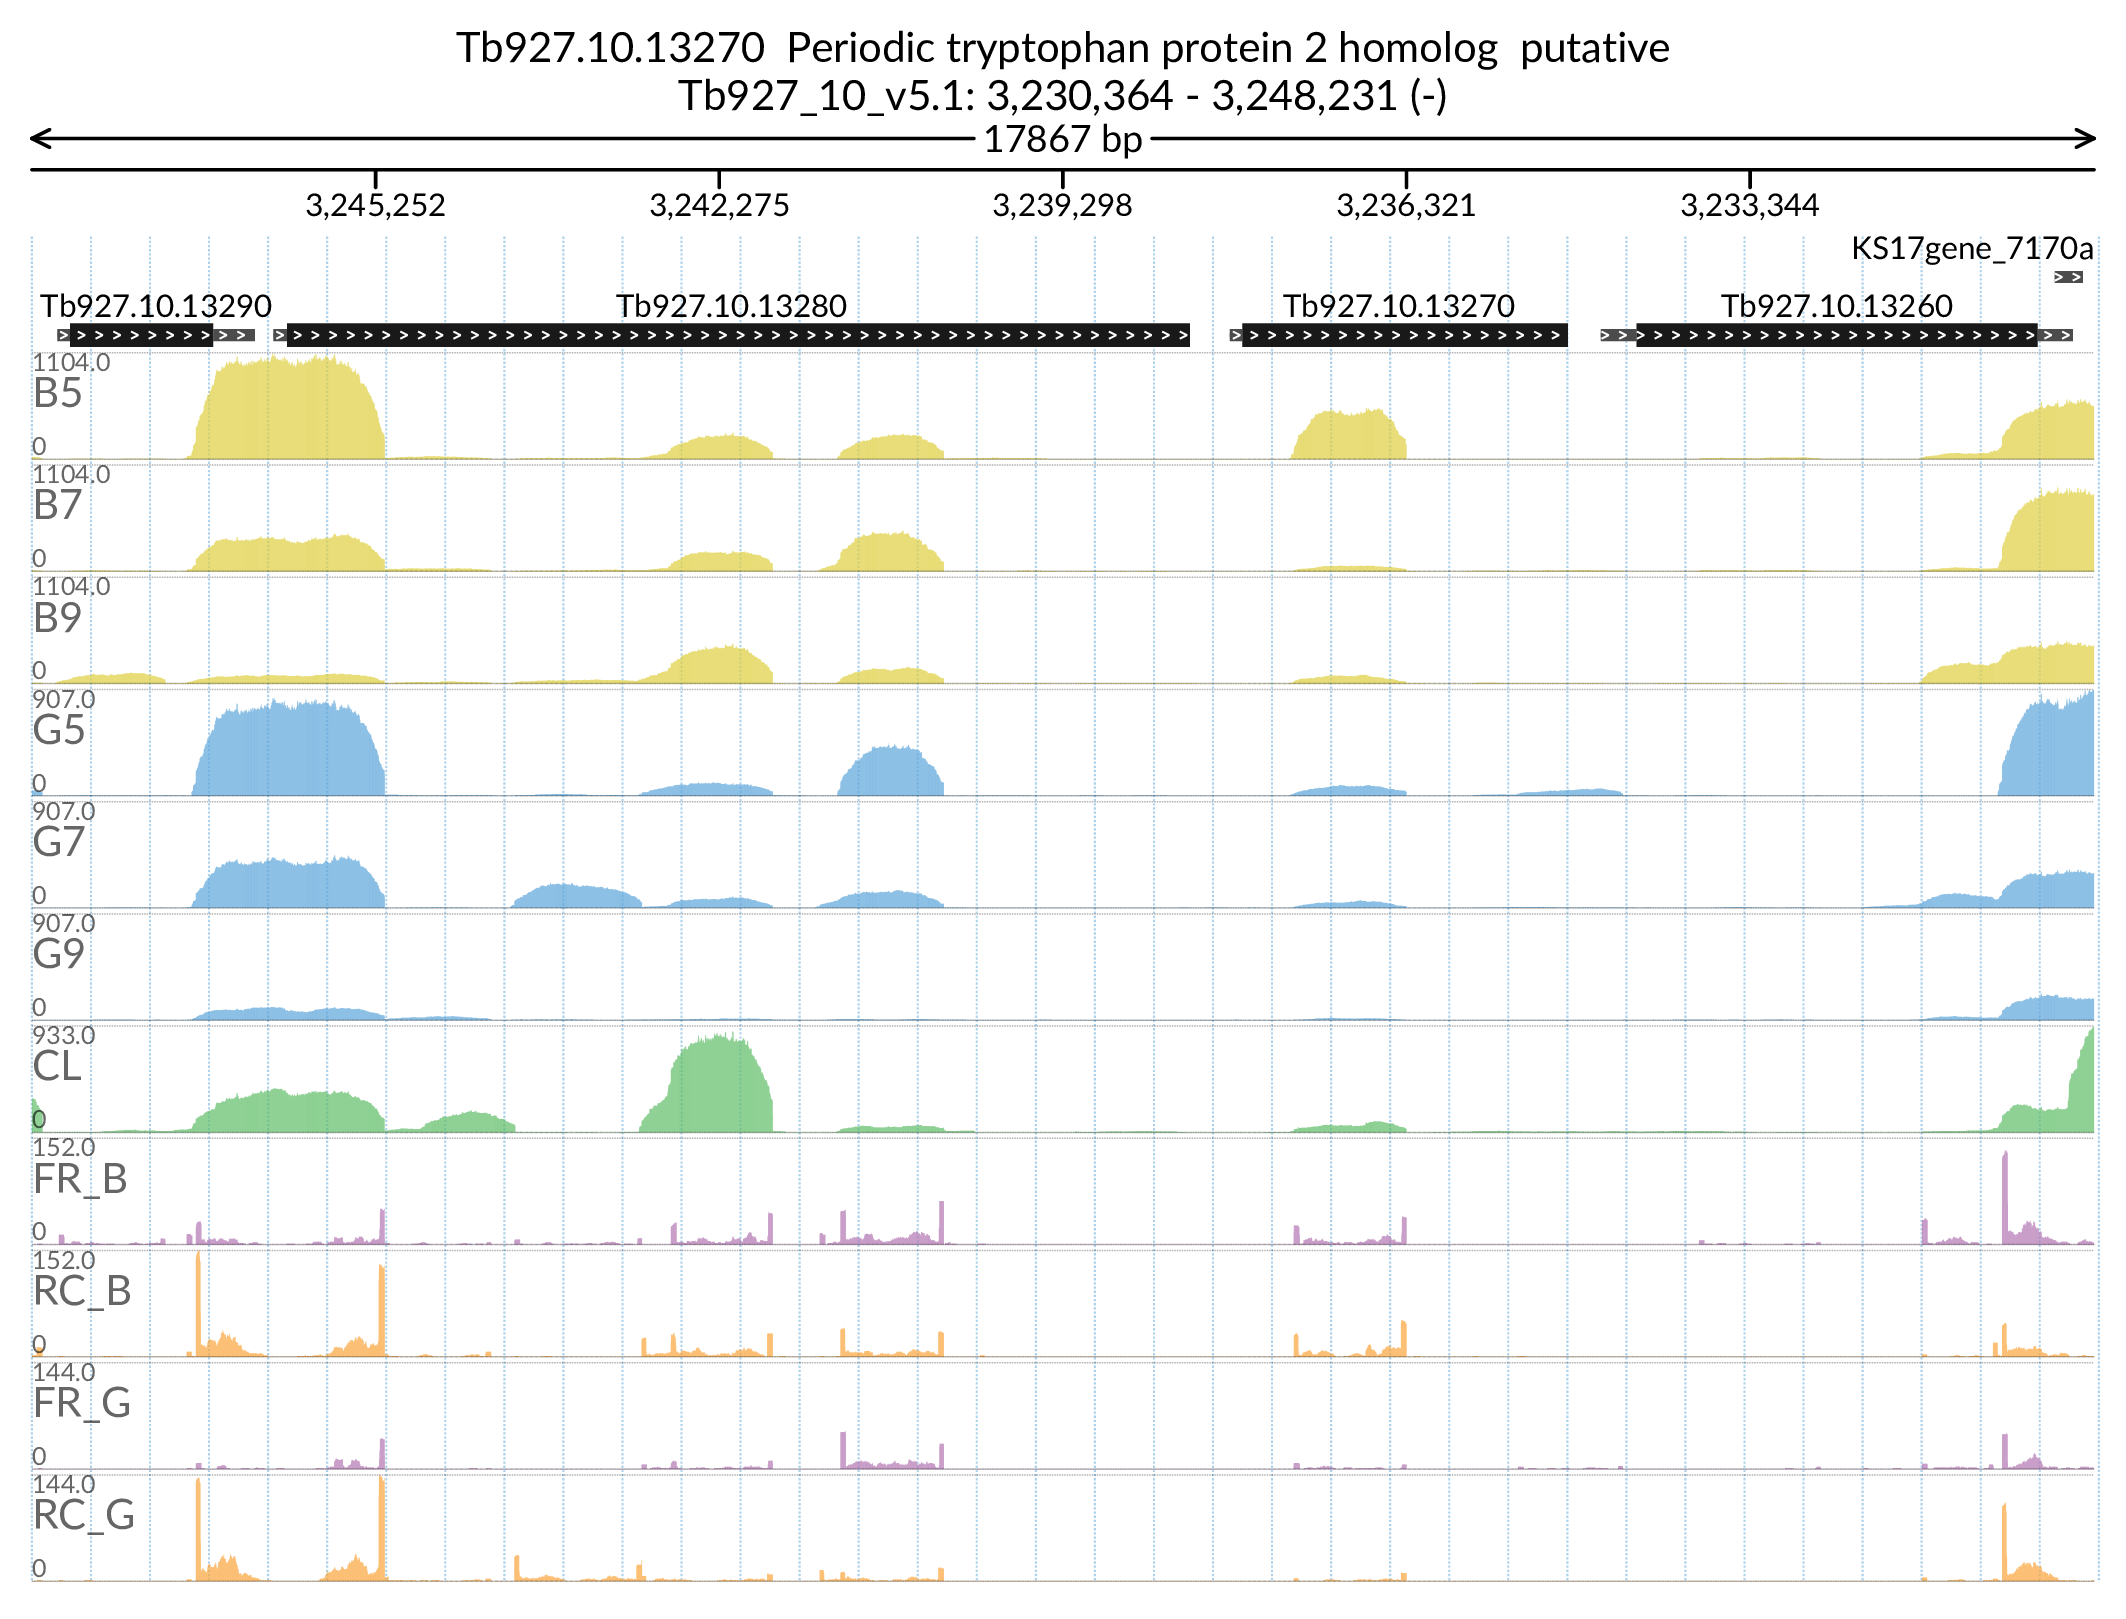 Tb927.10.13270  Periodic tryptophan protein 2 homolog  putative
Tb927_10_v5.1: 3,230,364 - 3,248,231 (-)
17867 bp
3,245,252 3,242,275 3,239,298 3,236,321 3,233,344
KS17gene_7170a
Tb927.10.13290 Tb927.10.13280 Tb927.10.13270 Tb927.10.13260
1104.0
B5
0
1104.0
B7
0
1104.0
B9
0
907.0
G5
0
907.0
G7
0
907.0
G9
0
933.0
CL
0
152.0
FR_B
0
152.0
RC_B
0
144.0
FR_G
0
144.0
RC_G
0